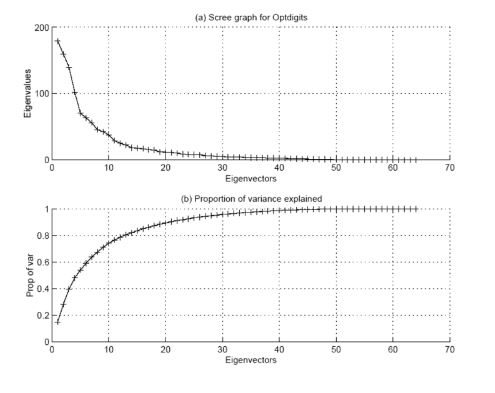 (a) Scree graph for Optdigits
200
100
0
Eigenvalues
0 10 20 30 40 50 60 70
Eigenvectors
(b) Proportion of variance explained
1
0.8
0.6
0.4
0.2
0
Prop of var
0 10 20 30 40 50 60 70
Eigenvectors